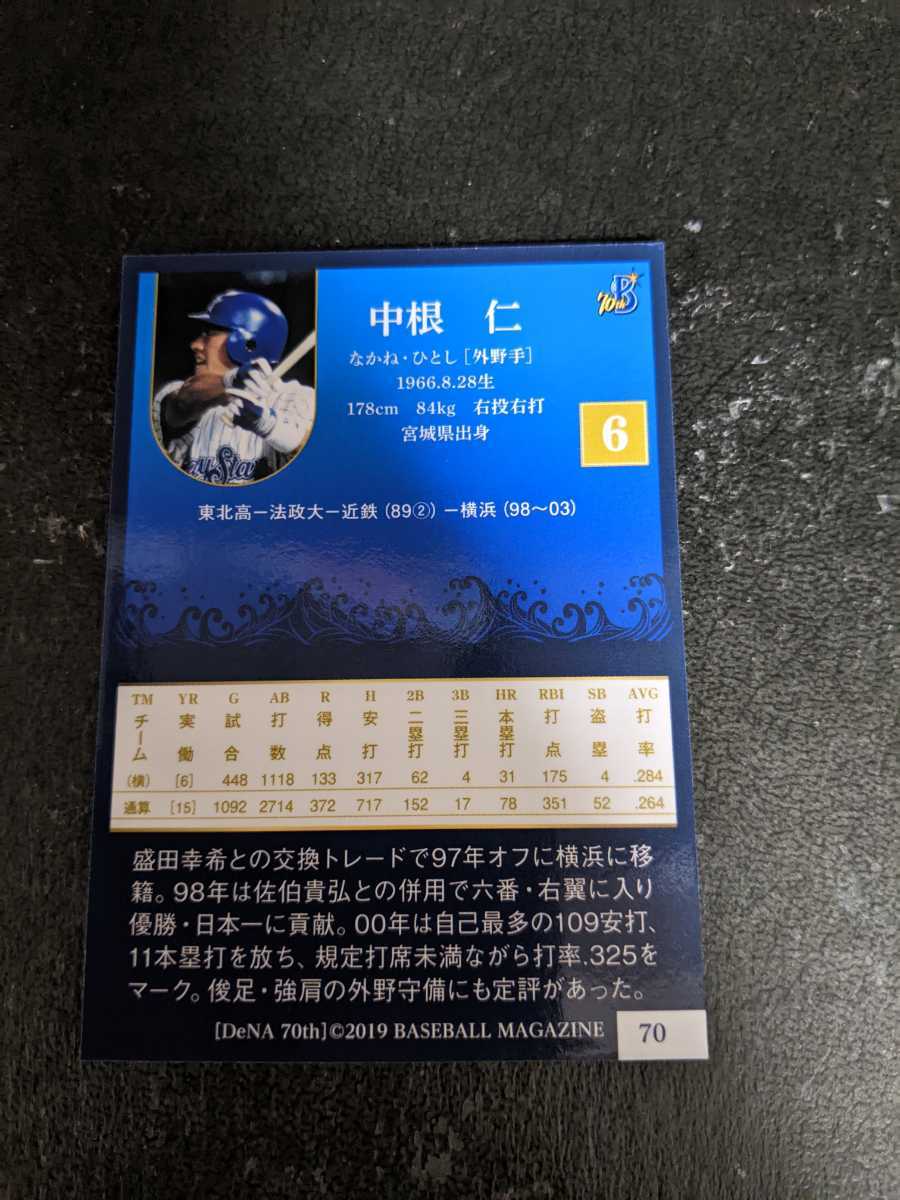 70th B
中根 仁
なかね・ひとし［外野手］
1966.8.28生
178cm 84kg 右投右打
宮城県出身
6
東北高－法政大－近鉄（89②）－横浜（98〜03）
TM YR G AB R H 2B 3B HR RBI SB AVG
チーム 実働 試合 打数 得点 安打 二塁打 三塁打 本塁打 打点 盗塁 打率
（横） ［6］ 448 1118 133 317 62 4 31 175 4 .284
通算 ［15］ 1092 2714 372 717 152 17 78 351 52 .264
盛田幸希との交換トレードで97年オフに横浜に移
籍。98年は佐伯貴弘との併用で六番・右翼に入り
優勝・日本一に貢献。00年は自己最多の109安打、
11本塁打を放ち、規定打席未満ながら打率.325を
マーク。俊足・強肩の外野守備にも定評があった。
[DeNA 70th]©2019 BASEBALL MAGAZINE
70